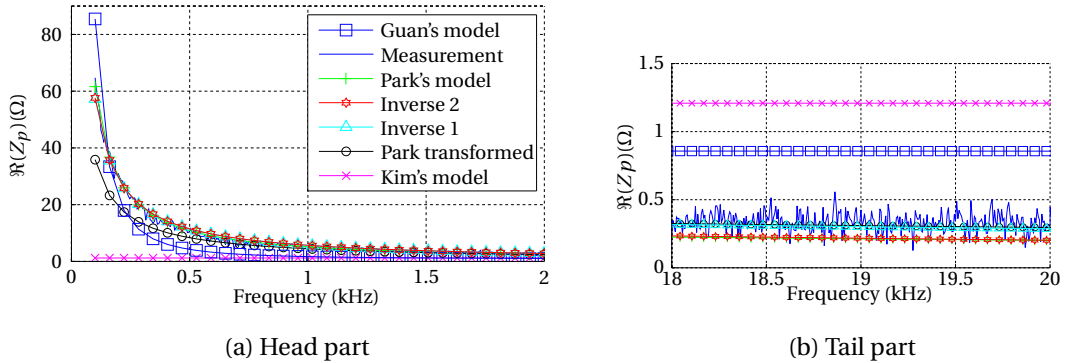 80
60
40
20
0
ℜ(Zp)(Ω)
Guan's model
Measurement
Park's model
Inverse 2
Inverse 1
Park transformed
Kim's model
0 0.5 1 1.5 2
Frequency (kHz)
(a) Head part
1.5
1
0.5
0
ℜ(Zp)(Ω)
18 18.5 19 19.5 20
Frequency (kHz)
(b) Tail part